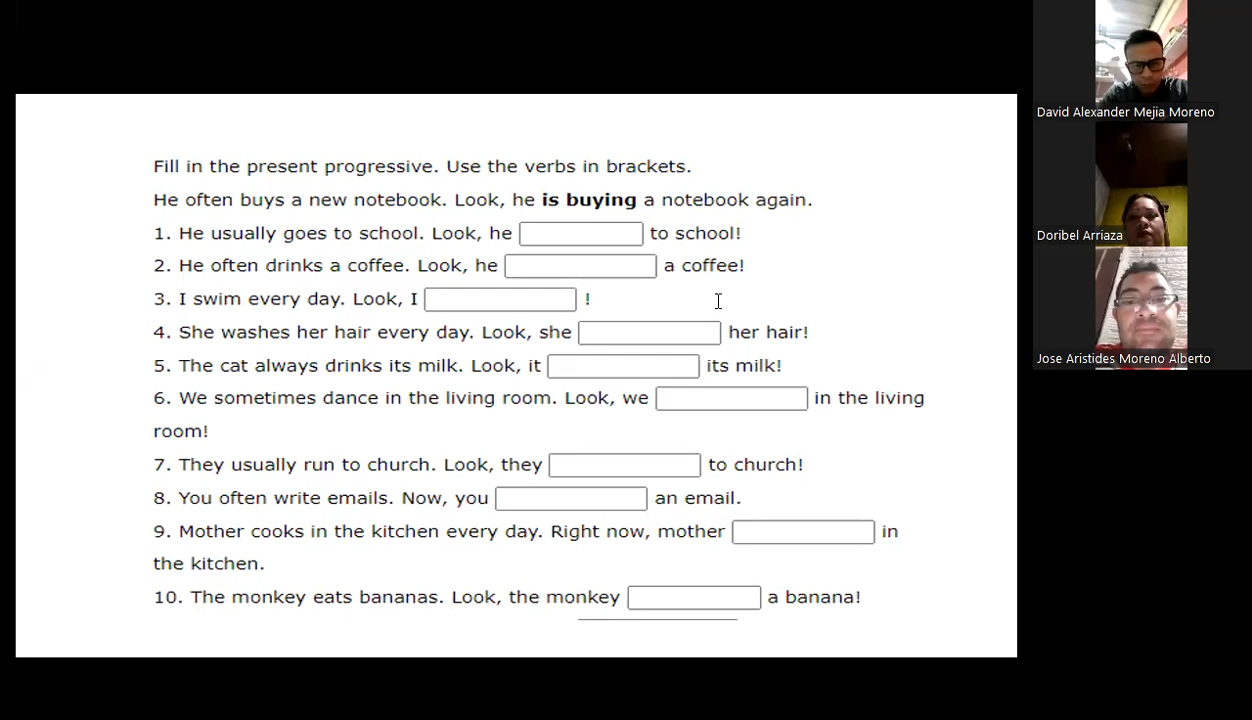 Fill in the present progressive. Use the verbs in brackets.
He often buys a new notebook. Look, he is buying a notebook again.
1. He usually goes to school. Look, he to school!
2. He often drinks a coffee. Look, he a coffee!
3. I swim every day. Look, I !
4. She washes her hair every day. Look, she her hair!
5. The cat always drinks its milk. Look, it its milk!
6. We sometimes dance in the living room. Look, we in the living
room!
7. They usually run to church. Look, they to church!
8. You often write emails. Now, you an email.
9. Mother cooks in the kitchen every day. Right now, mother in
the kitchen.
10. The monkey eats bananas. Look, the monkey a banana!
David Alexander Mejia Moreno
Doribel Arriaza
Jose Aristides Moreno Alberto